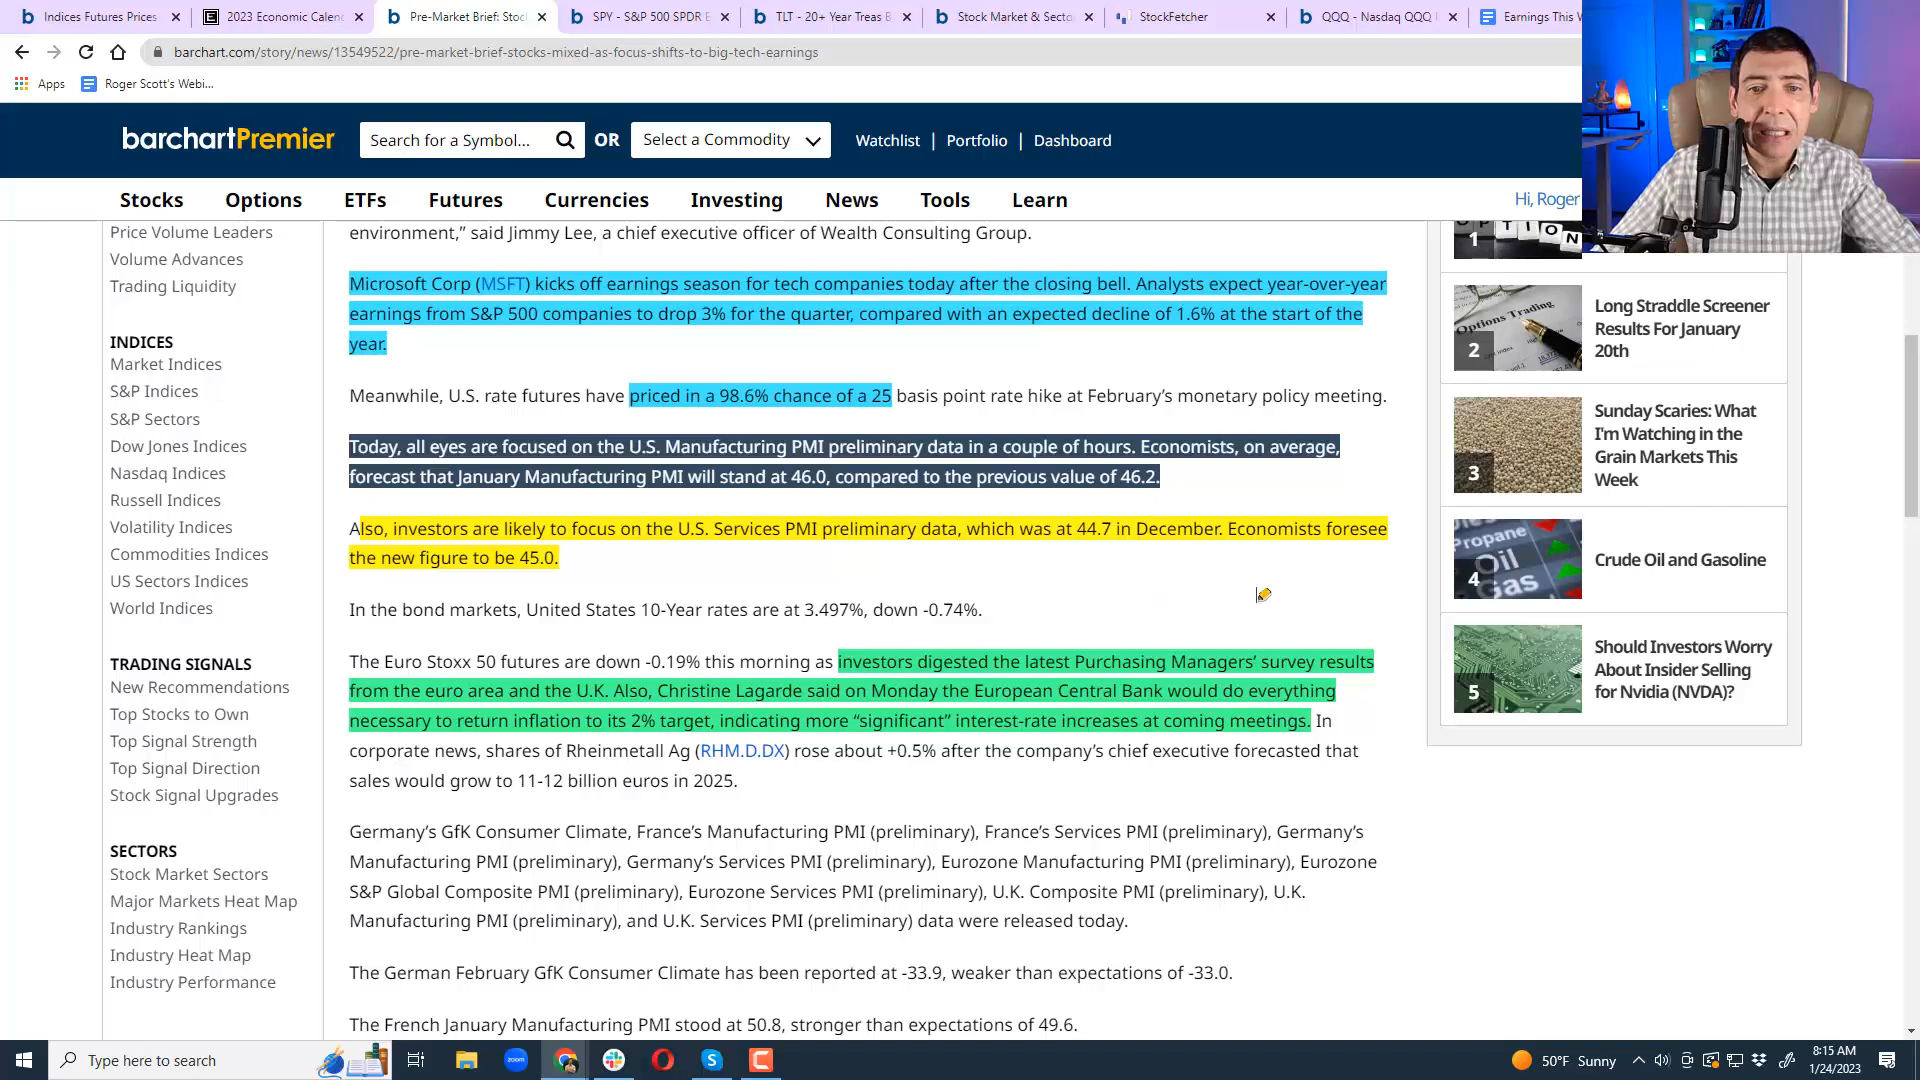 Indices Futures Prices
2023 Economic Calend
Pre-Market Brief: Stoc
SPY - S&P 500 SPDR E
TLT - 20+ Year Treas B
Stock Market & Secto
StockFetcher
QQQ - Nasdaq QQQ
Earnings This W
barchart.com/story/news/13549522/pre-market-brief-stocks-mixed-as-focus-shifts-to-big-tech-earnings
Apps
Roger Scott's Webi...
barchartPremier
Search for a Symbol...
OR
Select a Commodity
Watchlist | Portfolio | Dashboard
Stocks Options ETFs Futures Currencies Investing News Tools Learn
Hi, Roger
Price Volume Leaders
Volume Advances
Trading Liquidity
INDICES
Market Indices
S&P Indices
S&P Sectors
Dow Jones Indices
Nasdaq Indices
Russell Indices
Volatility Indices
Commodities Indices
US Sectors Indices
World Indices
TRADING SIGNALS
New Recommendations
Top Stocks to Own
Top Signal Strength
Top Signal Direction
Stock Signal Upgrades
SECTORS
Stock Market Sectors
Major Markets Heat Map
Industry Rankings
Industry Heat Map
Industry Performance
environment,” said Jimmy Lee, a chief executive officer of Wealth Consulting Group.
Microsoft Corp (MSFT) kicks off earnings season for tech companies today after the closing bell. Analysts expect year-over-year
earnings from S&P 500 companies to drop 3% for the quarter, compared with an expected decline of 1.6% at the start of the
year.
Meanwhile, U.S. rate futures have priced in a 98.6% chance of a 25 basis point rate hike at February’s monetary policy meeting.
Today, all eyes are focused on the U.S. Manufacturing PMI preliminary data in a couple of hours. Economists, on average,
forecast that January Manufacturing PMI will stand at 46.0, compared to the previous value of 46.2.
Also, investors are likely to focus on the U.S. Services PMI preliminary data, which was at 44.7 in December. Economists foresee
the new figure to be 45.0.
In the bond markets, United States 10-Year rates are at 3.497%, down -0.74%.
The Euro Stoxx 50 futures are down -0.19% this morning as investors digested the latest Purchasing Managers’ survey results
from the euro area and the U.K. Also, Christine Lagarde said on Monday the European Central Bank would do everything
necessary to return inflation to its 2% target, indicating more “significant” interest-rate increases at coming meetings. In
corporate news, shares of Rheinmetall Ag (RHM.D.DX) rose about +0.5% after the company’s chief executive forecasted that
sales would grow to 11-12 billion euros in 2025.
Germany’s GfK Consumer Climate, France’s Manufacturing PMI (preliminary), France’s Services PMI (preliminary), Germany’s
Manufacturing PMI (preliminary), Germany’s Services PMI (preliminary), Eurozone Manufacturing PMI (preliminary), Eurozone
S&P Global Composite PMI (preliminary), Eurozone Services PMI (preliminary), U.K. Composite PMI (preliminary), U.K.
Manufacturing PMI (preliminary), and U.K. Services PMI (preliminary) data were released today.
The German February GfK Consumer Climate has been reported at -33.9, weaker than expectations of -33.0.
The French January Manufacturing PMI stood at 50.8, stronger than expectations of 49.6.
1
2
Options Trading
Long Straddle Screener
Results For January
20th
3
Sunday Scaries: What
I'm Watching in the
Grain Markets This
Week
4
Propane
Oil
Gas
Crude Oil and Gasoline
5
Should Investors Worry
About Insider Selling
for Nvidia (NVDA)?
Type here to search
zoom
50°F Sunny
8:15 AM
1/24/2023